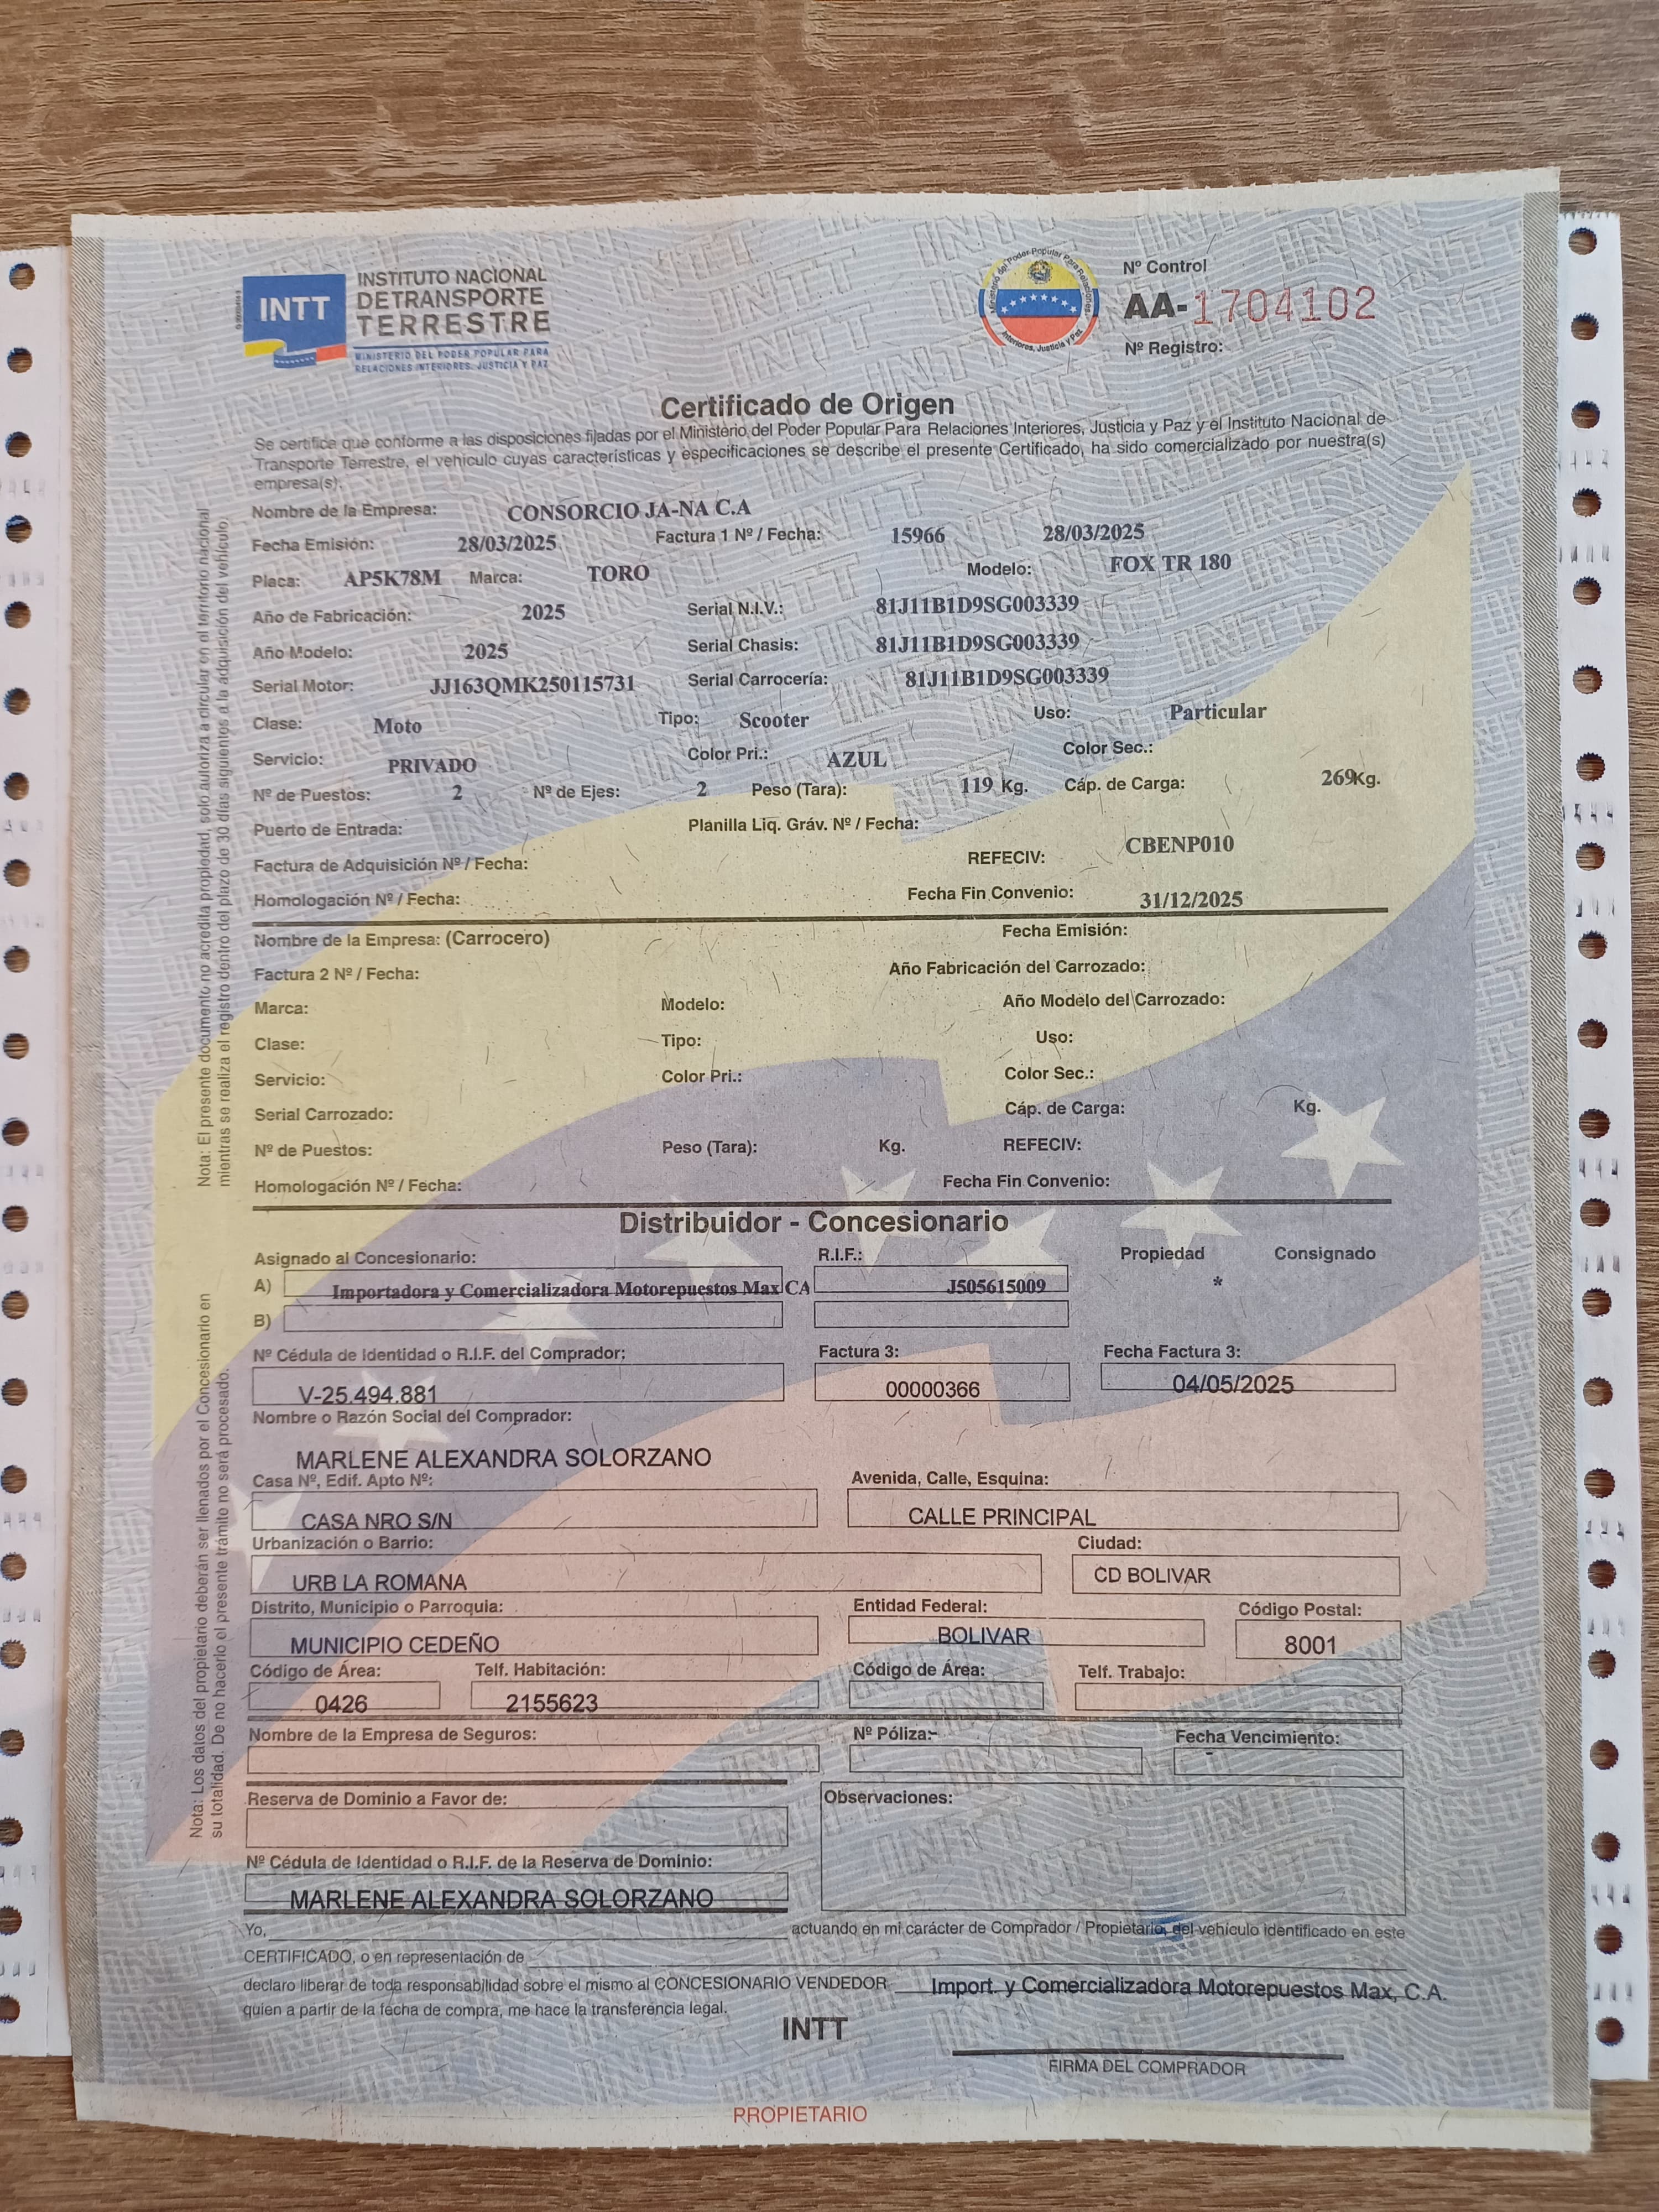 INTT
INSTITUTO NACIONAL
DE TRANSPORTE
TERRESTRE
MINISTERIO DEL PODER POPULAR PARA
RELACIONES INTERIORES, JUSTICIA Y PAZ
Ministerio del Poder Popular Para Relaciones
Interiores, Justicia y Paz
Nº Control
AA-1704102
Nº Registro:
Certificado de Origen
Se certifica que conforme a las disposiciones fijadas por el Ministerio del Poder Popular Para Relaciones Interiores, Justicia y Paz y el Instituto Nacional de
Transporte Terrestre, el vehículo cuyas características y especificaciones se describe el presente Certificado, ha sido comercializado por nuestra(s)
empresa(s).
Nombre de la Empresa: CONSORCIO JA-NA C.A
Fecha Emisión: 28/03/2025 Factura 1 Nº / Fecha: 15966 28/03/2025
Placa: AP5K78M Marca: TORO Modelo: FOX TR 180
Año de Fabricación: 2025 Serial N.I.V.: 81J11B1D9SG003339
Año Modelo: 2025 Serial Chasis: 81J11B1D9SG003339
Serial Motor: JJ163QMK250115731 Serial Carrocería: 81J11B1D9SG003339
Clase: Moto Tipo: Scooter Uso: Particular
Servicio: PRIVADO Color Pri.: AZUL Color Sec.:
Nº de Puestos: 2 Nº de Ejes: 2 Peso (Tara): 119 Kg. Cáp. de Carga: 269Kg.
Puerto de Entrada: Planilla Liq. Gráv. Nº / Fecha:
Factura de Adquisición Nº / Fecha: REFECIV: CBENP010
Homologación Nº / Fecha: Fecha Fin Convenio: 31/12/2025
Nombre de la Empresa: (Carrocero) Fecha Emisión:
Factura 2 Nº / Fecha: Año Fabricación del Carrozado:
Marca: Modelo: Año Modelo del Carrozado:
Clase: Tipo: Uso:
Servicio: Color Pri.: Color Sec.:
Serial Carrozado: Cáp. de Carga: Kg.
Nº de Puestos: Peso (Tara): Kg. REFECIV:
Homologación Nº / Fecha: Fecha Fin Convenio:
Distribuidor - Concesionario
Asignado al Concesionario: R.I.F.: Propiedad Consignado
A) Importadora y Comercializadora Motorepuestos Max CA J505615009 *
B)
Nº Cédula de Identidad o R.I.F. del Comprador: Factura 3: Fecha Factura 3:
V-25.494.881 00000366 04/05/2025
Nombre o Razón Social del Comprador:
MARLENE ALEXANDRA SOLORZANO
Casa Nº, Edif. Apto Nº: Avenida, Calle, Esquina:
CASA NRO S/N CALLE PRINCIPAL
Urbanización o Barrio: Ciudad:
URB LA ROMANA CD BOLIVAR
Distrito, Municipio o Parroquia: Entidad Federal: Código Postal:
MUNICIPIO CEDEÑO BOLIVAR 8001
Código de Área: Telf. Habitación: Código de Área: Telf. Trabajo:
0426 2155623
Nombre de la Empresa de Seguros: Nº Póliza: Fecha Vencimiento:
Reserva de Dominio a Favor de: Observaciones:
Nº Cédula de Identidad o R.I.F. de la Reserva de Dominio:
MARLENE ALEXANDRA SOLORZANO
Yo, actuando en mi carácter de Comprador / Propietario, del vehículo identificado en este
CERTIFICADO, o en representación de
declaro liberar de toda responsabilidad sobre el mismo al CONCESIONARIO VENDEDOR Import. y Comercializadora Motorepuestos Max, C.A.
quien a partir de la fecha de compra, me hace la transferencia legal.
INTT
FIRMA DEL COMPRADOR
PROPIETARIO
Nota: El presente documento no acredita propiedad, solo autoriza a circular en el territorio nacional
mientras se realiza el registro dentro del plazo de 30 días siguientes a la adquisición del vehículo.
Nota: Los datos del propietario deberán ser llenados por el Concesionario en
su totalidad. De no hacerlo el presente trámite no será procesado.